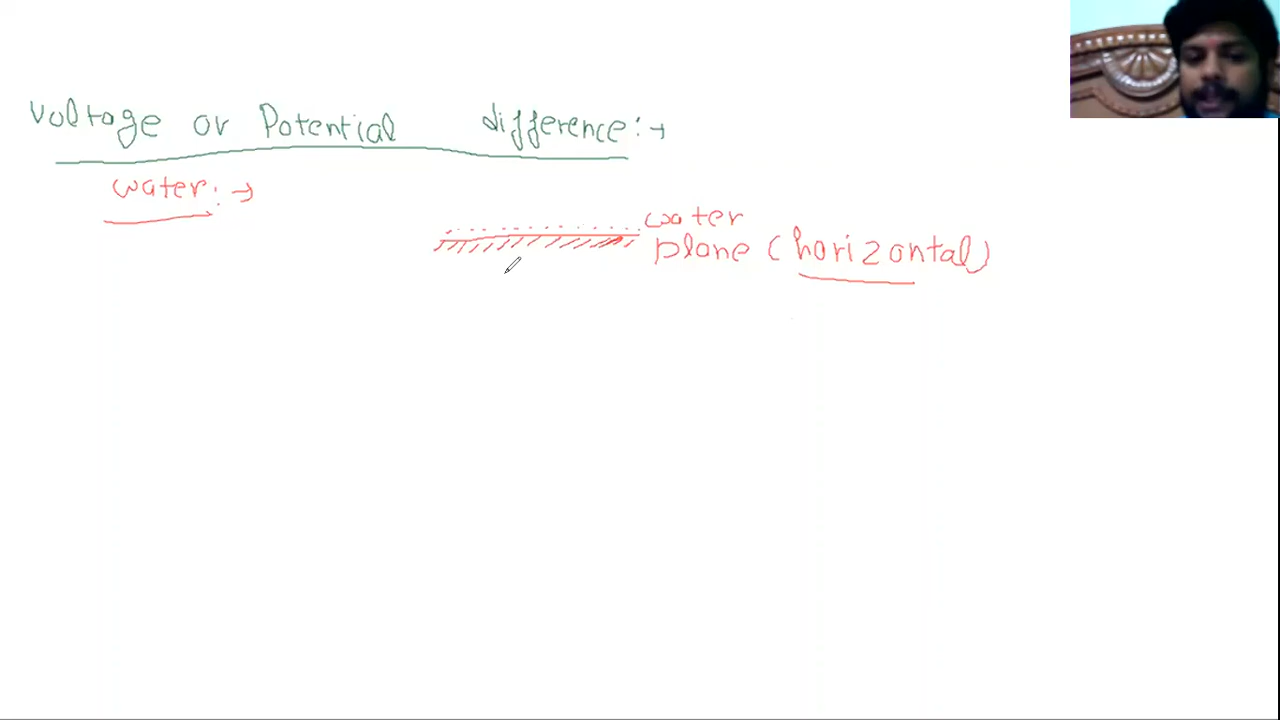 Voltage or Potential difference:→
water:→
water
plane (horizontal)